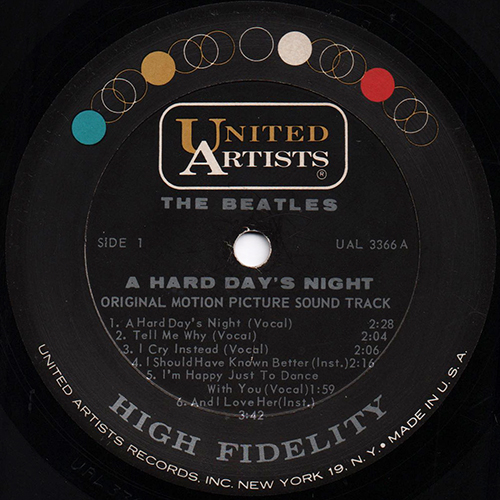 UNITED
ARTISTS
®
THE BEATLES
SIDE 1
UAL 3366 A
A HARD DAY'S NIGHT
ORIGINAL MOTION PICTURE SOUND TRACK
1. A Hard Day's Night (Vocal) 2:28
2. Tell Me Why (Vocal) 2:04
3. I Cry Instead (Vocal) 2:06
4. I Should Have Known Better (Inst.) 2:16
5. I'm Happy Just To Dance
With You (Vocal) 1:59
6. And I Love Her (Inst.)
3:42
HIGH FIDELITY
UNITED ARTISTS RECORDS, INC. NEW YORK 19, N.Y. • MADE IN U.S.A.